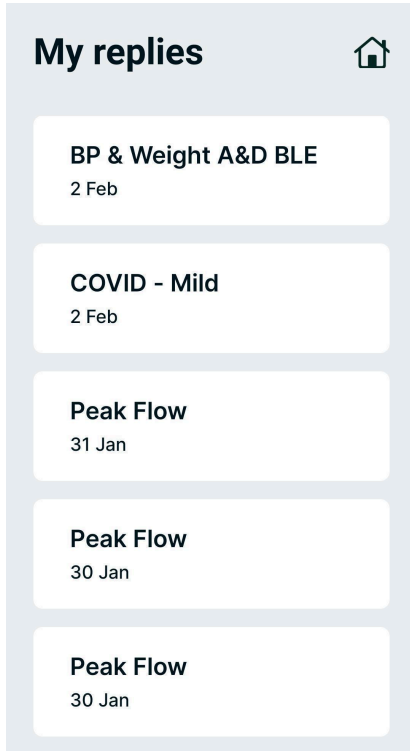 My replies
BP & Weight A&D BLE
2 Feb
COVID - Mild
2 Feb
Peak Flow
31 Jan
Peak Flow
30 Jan
Peak Flow
30 Jan